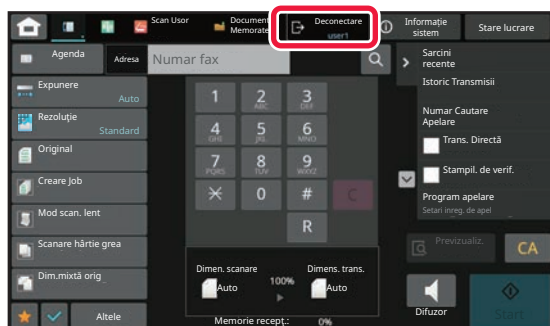 Scan Usor
Document
Memorate
Deconectare
user1
Informație
sistem
Stare lucrare
Agenda
Adresa
Numar fax
Expunere
Auto
Rezoluție
Standard
Original
Creare Job
Mod scan. lent
Scanare hârtie grea
Dim.mixtă orig
Altele
1
2
ABC
3
DEF
4
GHI
5
JKL
6
MNO
7
PQRS
8
TUV
9
WXYZ
0
#
C
R
Dimen. scanare
Auto
100%
Dimens. trans.
Auto
Memorie recepț.: 0%
Sarcini
recente
Istoric Transmisii
Numar Cautare
Apelare
Trans. Directă
Stampil. de verif.
Program apelare
Setari inreg. de apel
Previzualiz.
CA
Difuzor
Start